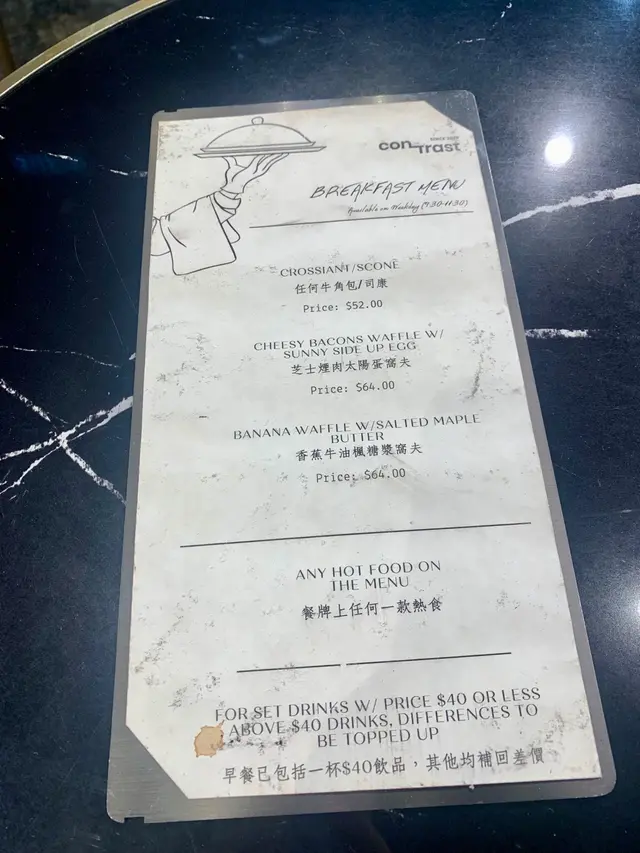 SINCE 2020
conTrast
BREAKFAST MENU
Available on Weekday (7:30-11:30)
CROSSIANT/SCONE
任何牛角包/司康
Price: $52.00
CHEESY BACONS WAFFLE W/
SUNNY SIDE UP EGG
芝士煙肉太陽蛋窩夫
Price: $64.00
BANANA WAFFLE W/SALTED MAPLE
BUTTER
香蕉牛油楓糖漿窩夫
Price: $64.00
ANY HOT FOOD ON
THE MENU
餐牌上任何一款熱食
FOR SET DRINKS W/ PRICE $40 OR LESS
ABOVE $40 DRINKS, DIFFERENCES TO
BE TOPPED UP
早餐已包括一杯$40飲品，其他均補回差價